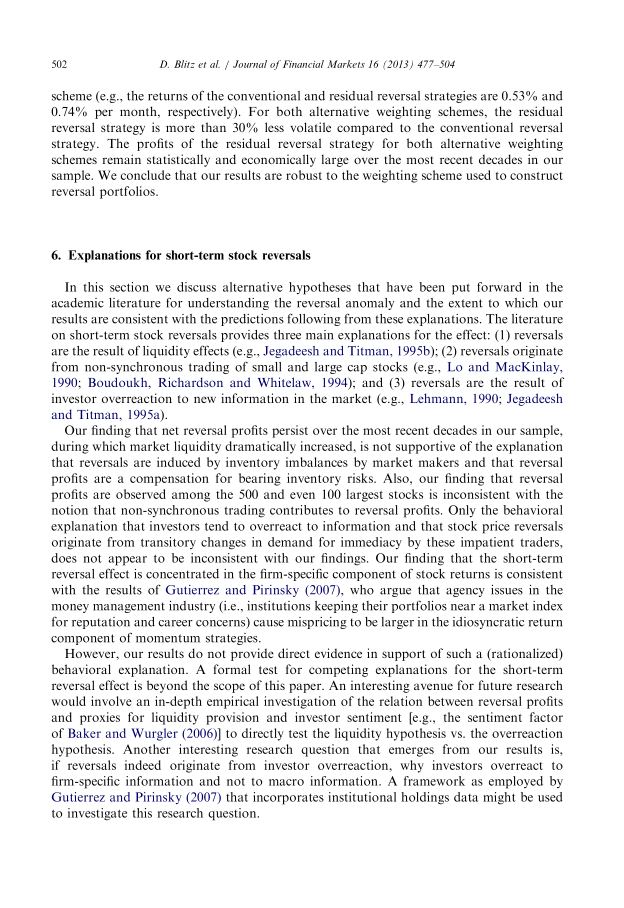 502
D. Blitz et al. / Journal of Financial Markets 16 (2013) 477–504
scheme (e.g., the returns of the conventional and residual reversal strategies are 0.53% and
0.74% per month, respectively). For both alternative weighting schemes, the residual
reversal strategy is more than 30% less volatile compared to the conventional reversal
strategy. The profits of the residual reversal strategy for both alternative weighting
schemes remain statistically and economically large over the most recent decades in our
sample. We conclude that our results are robust to the weighting scheme used to construct
reversal portfolios.
6. Explanations for short-term stock reversals
In this section we discuss alternative hypotheses that have been put forward in the
academic literature for understanding the reversal anomaly and the extent to which our
results are consistent with the predictions following from these explanations. The literature
on short-term stock reversals provides three main explanations for the effect: (1) reversals
are the result of liquidity effects (e.g., Jegadeesh and Titman, 1995b); (2) reversals originate
from non-synchronous trading of small and large cap stocks (e.g., Lo and MacKinlay,
1990; Boudoukh, Richardson and Whitelaw, 1994); and (3) reversals are the result of
investor overreaction to new information in the market (e.g., Lehmann, 1990; Jegadeesh
and Titman, 1995a).
Our finding that net reversal profits persist over the most recent decades in our sample,
during which market liquidity dramatically increased, is not supportive of the explanation
that reversals are induced by inventory imbalances by market makers and that reversal
profits are a compensation for bearing inventory risks. Also, our finding that reversal
profits are observed among the 500 and even 100 largest stocks is inconsistent with the
notion that non-synchronous trading contributes to reversal profits. Only the behavioral
explanation that investors tend to overreact to information and that stock price reversals
originate from transitory changes in demand for immediacy by these impatient traders,
does not appear to be inconsistent with our findings. Our finding that the short-term
reversal effect is concentrated in the firm-specific component of stock returns is consistent
with the results of Gutierrez and Pirinsky (2007), who argue that agency issues in the
money management industry (i.e., institutions keeping their portfolios near a market index
for reputation and career concerns) cause mispricing to be larger in the idiosyncratic return
component of momentum strategies.
However, our results do not provide direct evidence in support of such a (rationalized)
behavioral explanation. A formal test for competing explanations for the short-term
reversal effect is beyond the scope of this paper. An interesting avenue for future research
would involve an in-depth empirical investigation of the relation between reversal profits
and proxies for liquidity provision and investor sentiment [e.g., the sentiment factor
of Baker and Wurgler (2006)] to directly test the liquidity hypothesis vs. the overreaction
hypothesis. Another interesting research question that emerges from our results is,
if reversals indeed originate from investor overreaction, why investors overreact to
firm-specific information and not to macro information. A framework as employed by
Gutierrez and Pirinsky (2007) that incorporates institutional holdings data might be used
to investigate this research question.